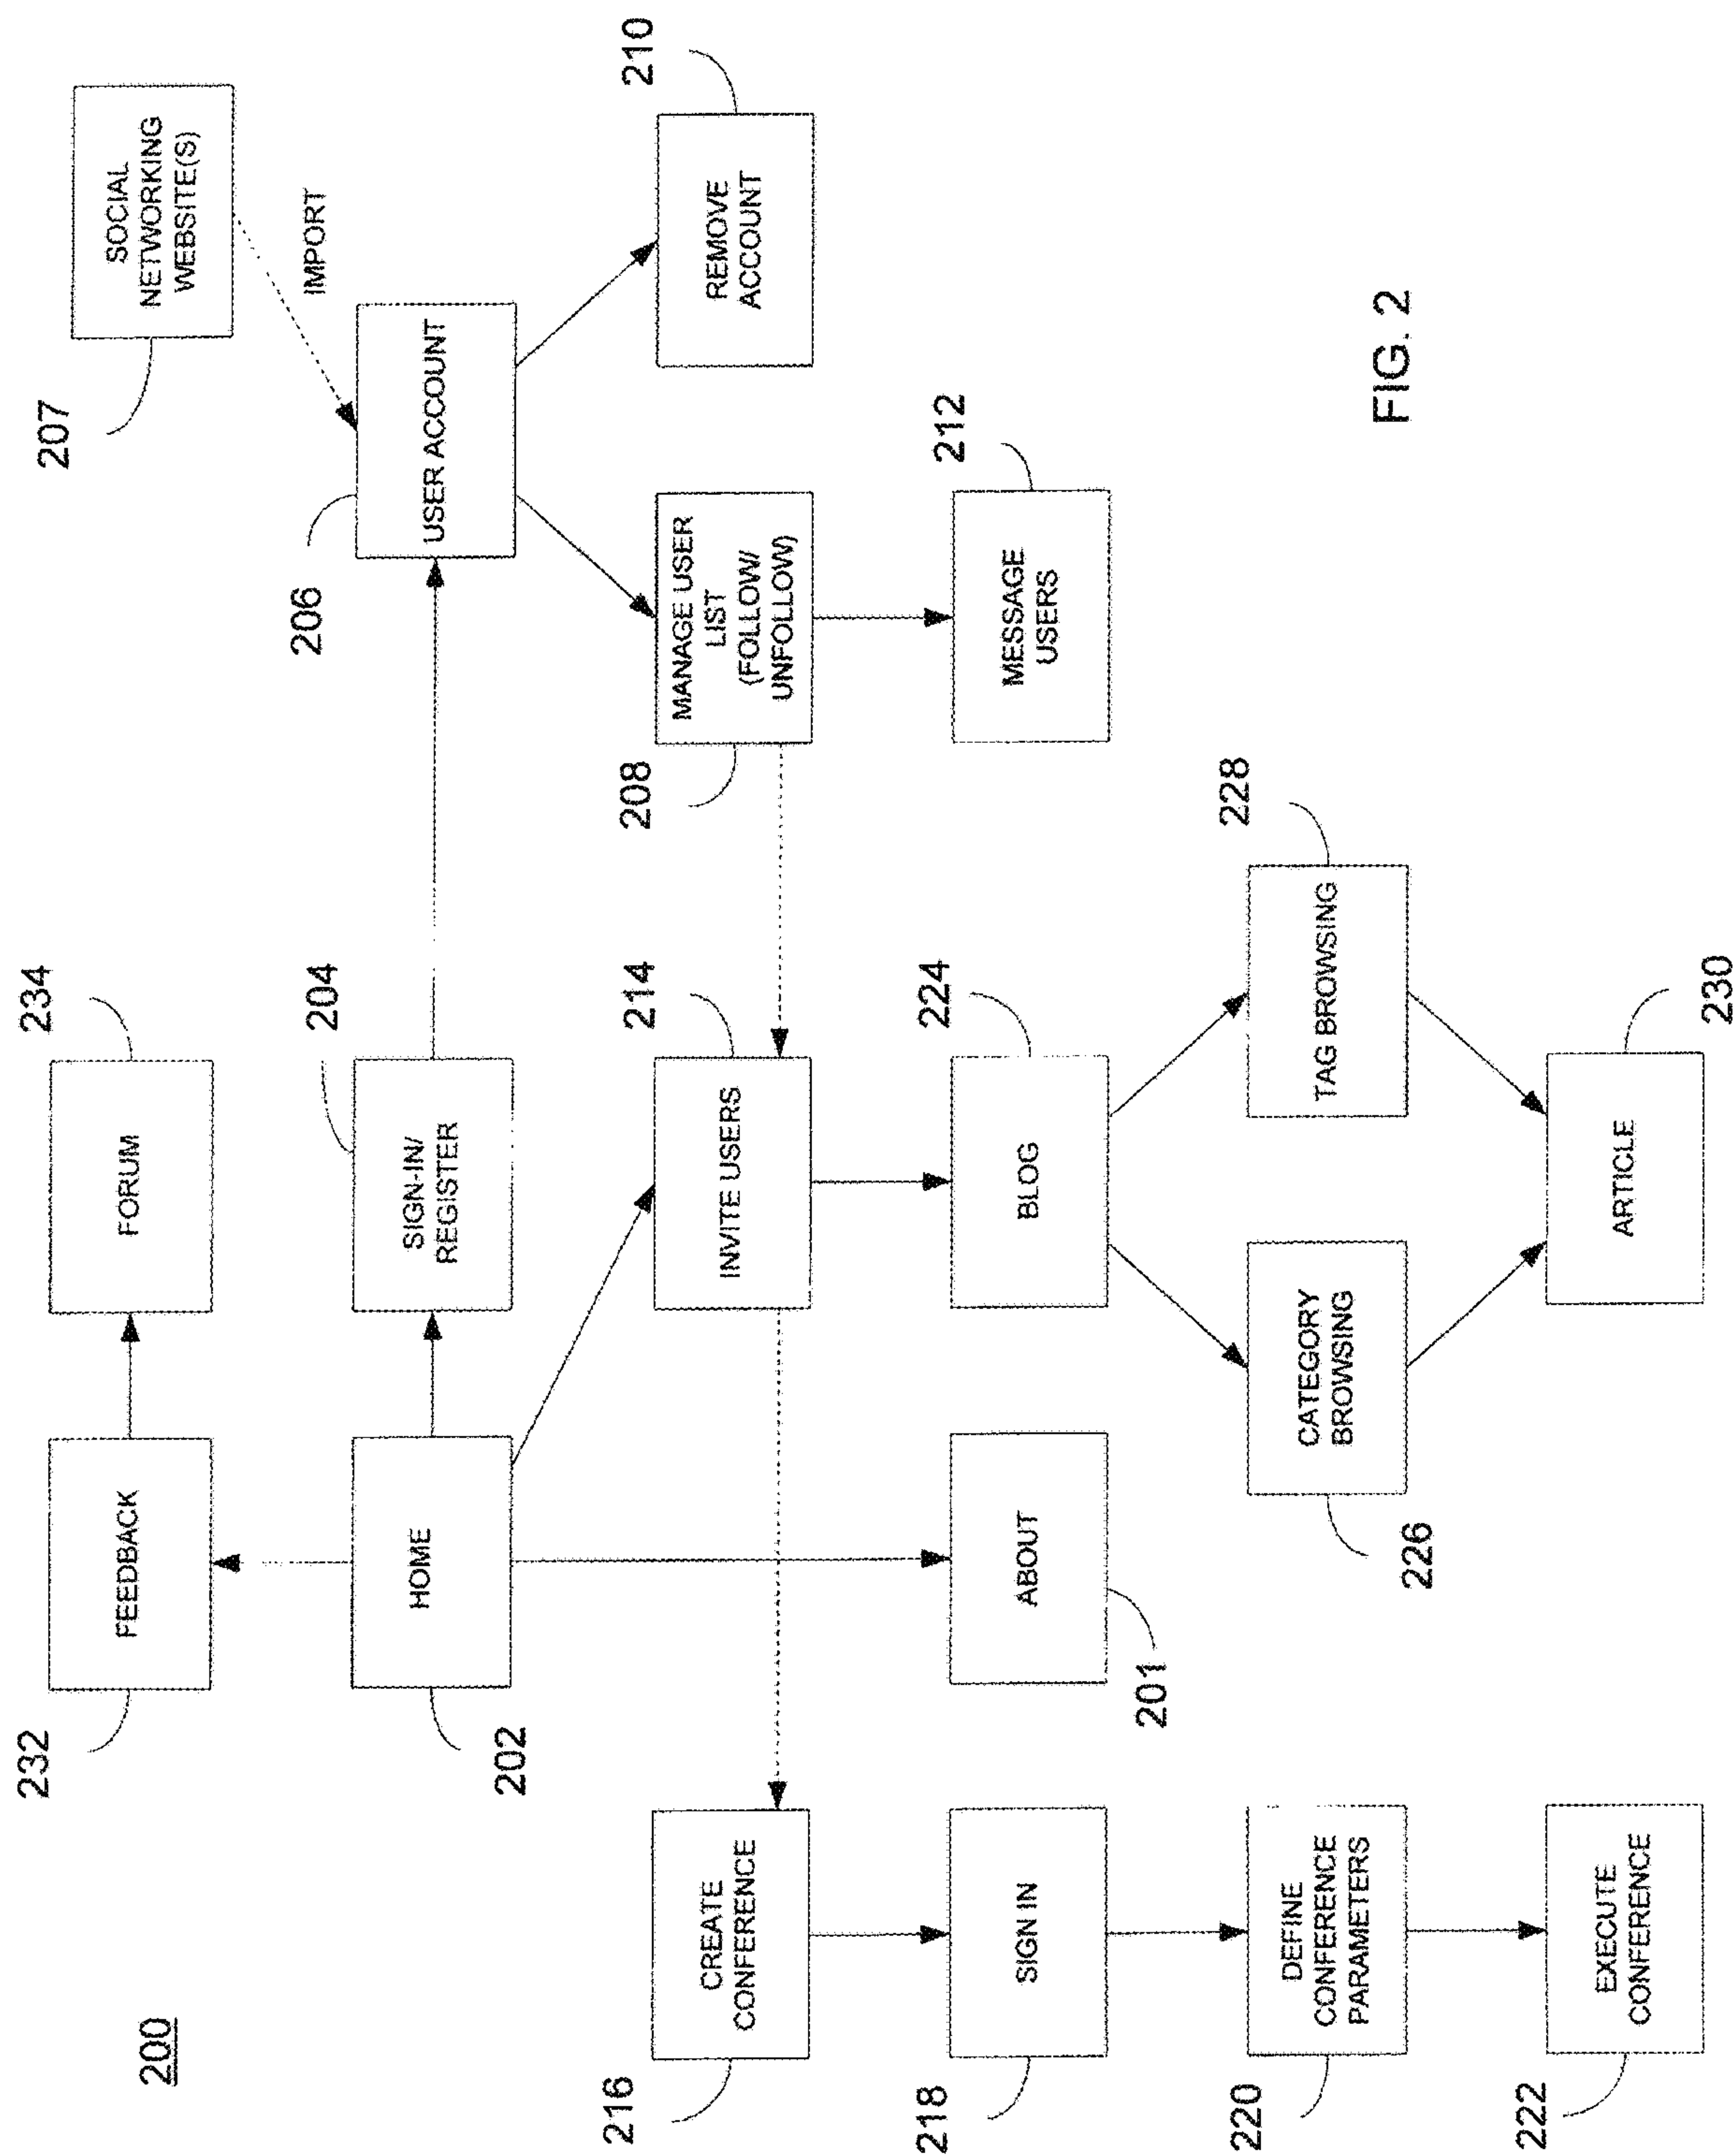 200
232
FEEDBACK
FORUM
234
SOCIAL
NETWORKING
WEBSITE(S)
207
IMPORT
202
HOME
SIGN-IN/
REGISTER
204
206
USER ACCOUNT
216
CREATE
CONFERENCE
INVITE USERS
214
208
MANAGE USER
LIST
(FOLLOW/
UNFOLLOW)
REMOVE
ACCOUNT
210
218
SIGN IN
ABOUT
201
BLOG
224
MESSAGE
USERS
212
220
DEFINE
CONFERENCE
PARAMETERS
226
CATEGORY
BROWSING
TAG BROWSING
228
222
EXECUTE
CONFERENCE
ARTICLE
230
FIG. 2